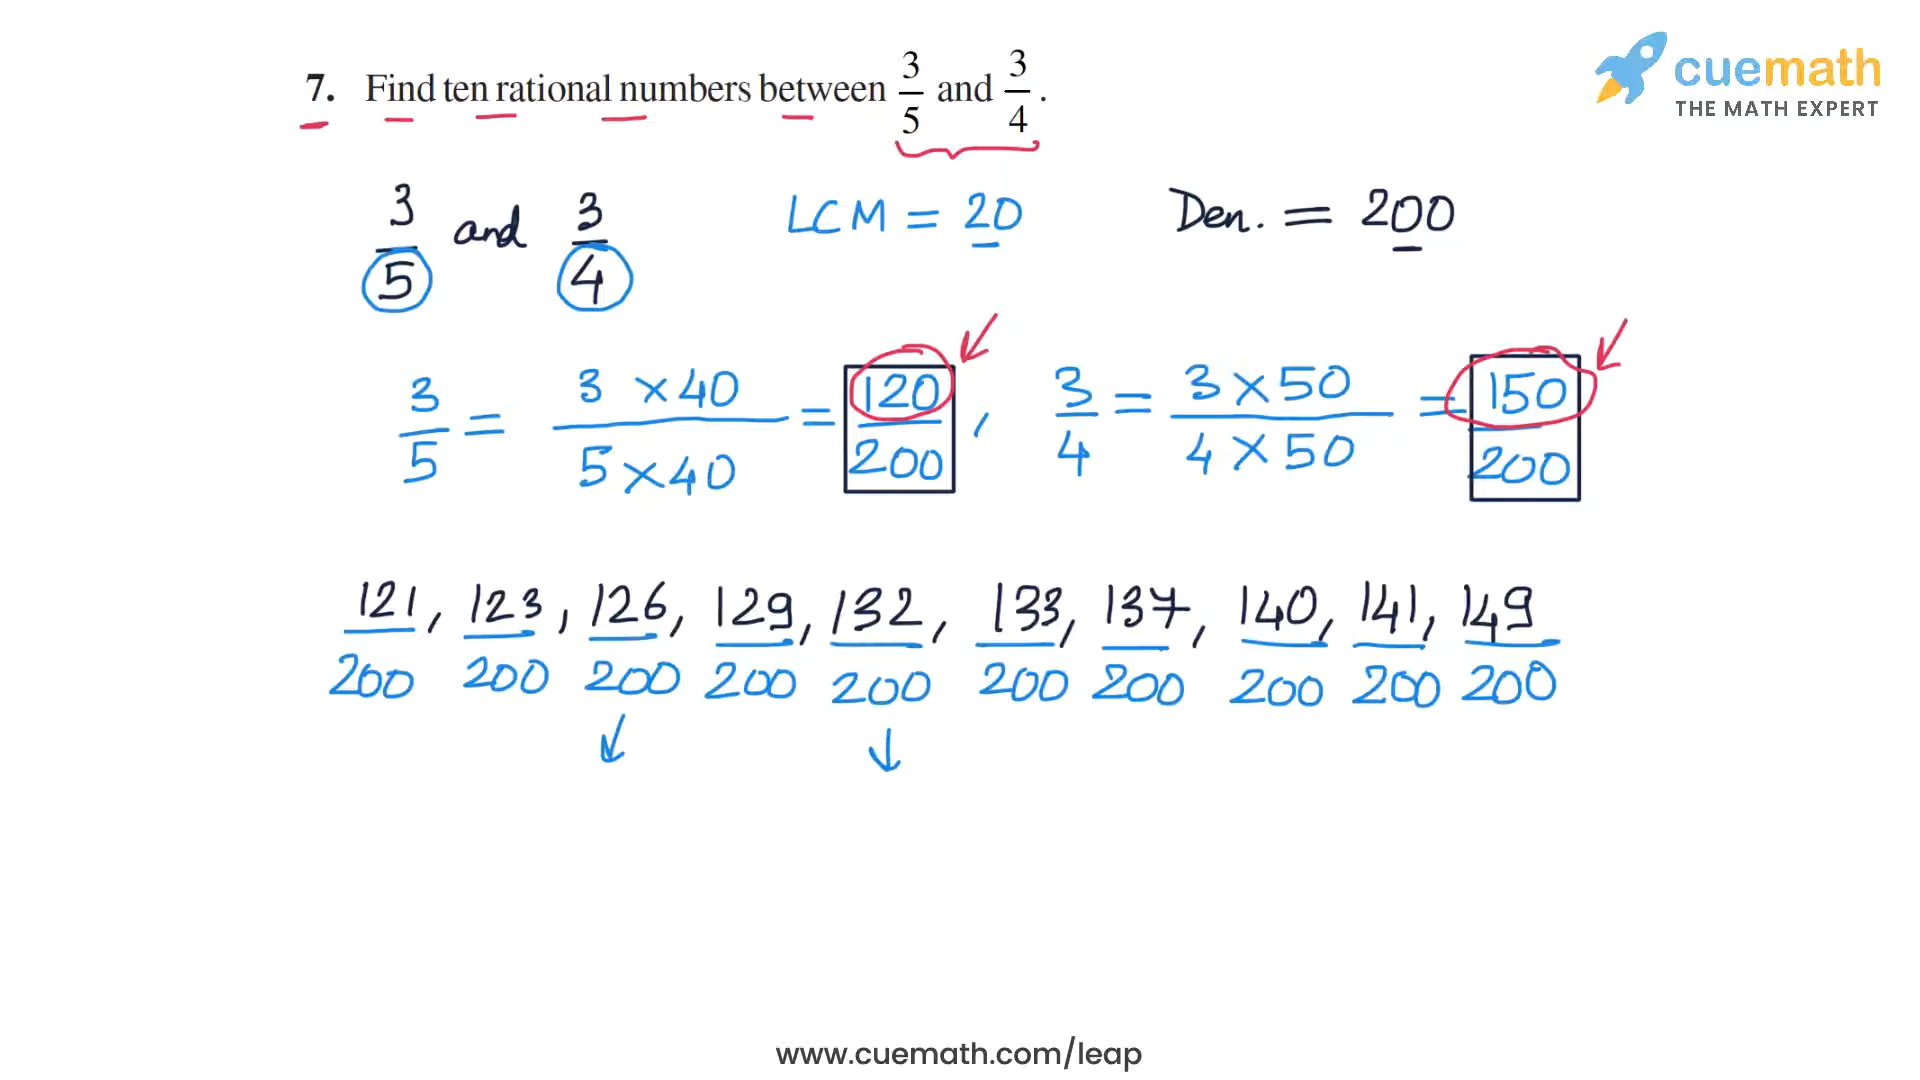 7. Find ten rational numbers between 3/5 and 3/4.
cuemath
THE MATH EXPERT
3/5 and 3/4 LCM = 20 Den. = 200
3/5 = 3 × 40 / 5 × 40 = 120/200 , 3/4 = 3 × 50 / 4 × 50 = 150/200
121/200, 123/200, 126/200, 129/200, 132/200, 133/200, 137/200, 140/200, 141/200, 149/200
www.cuemath.com/leap